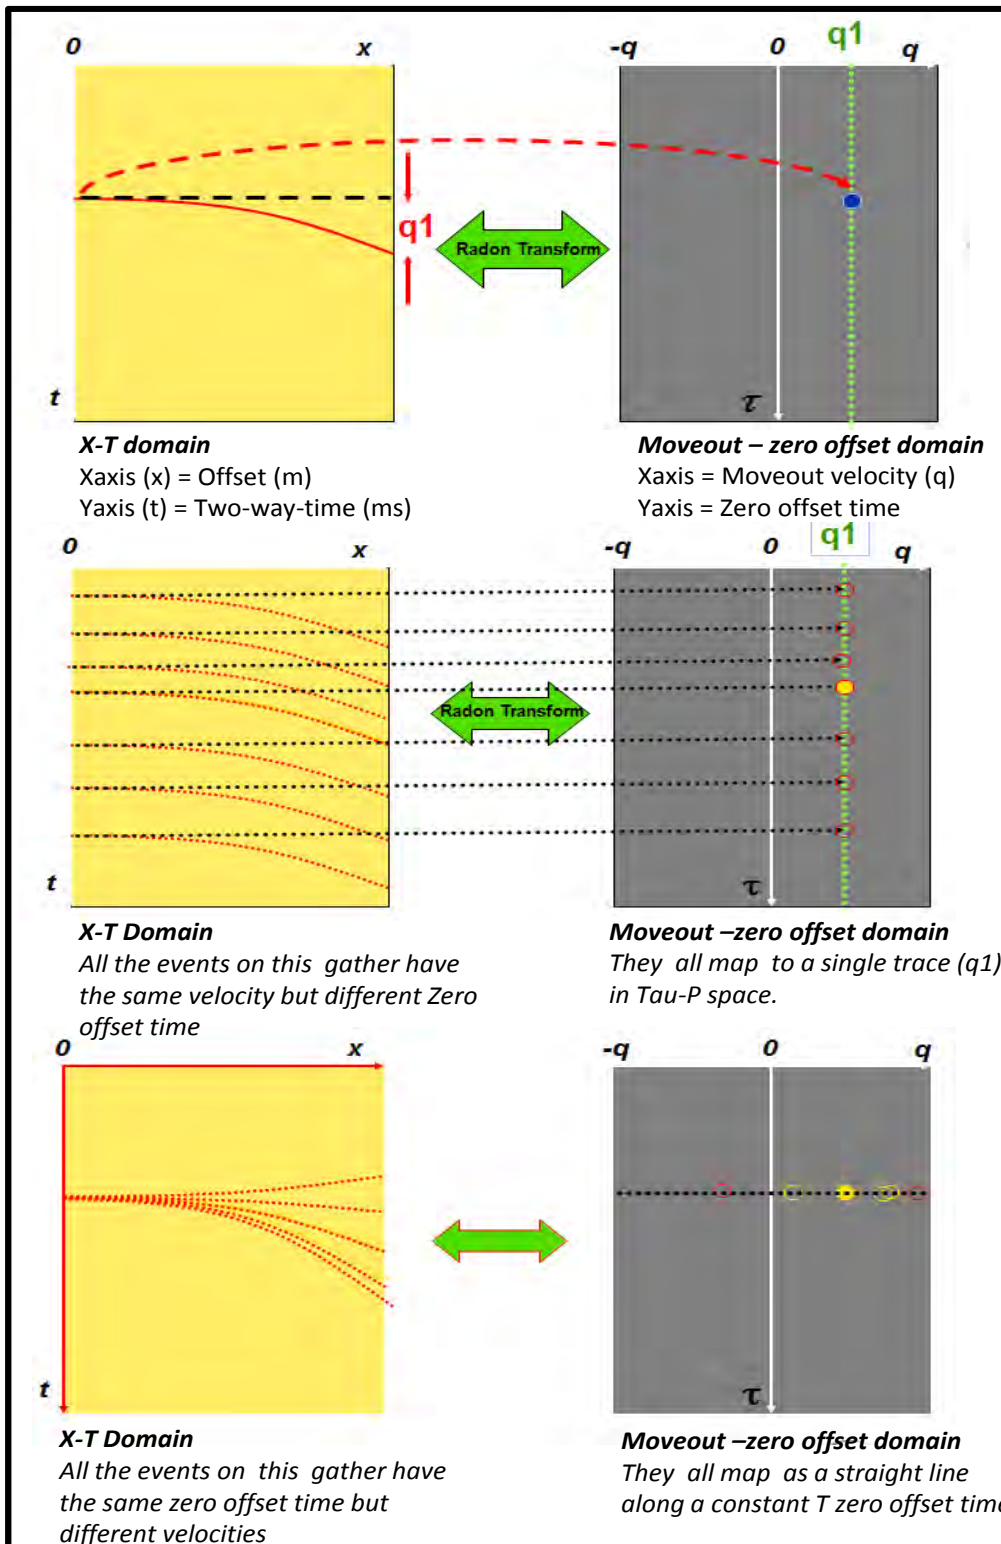 0 x
-q 0 q1 q
q1
Radon Transform
t
τ
X-T domain
Xaxis (x) = Offset (m)
Yaxis (t) = Two-way-time (ms)
Moveout – zero offset domain
Xaxis = Moveout velocity (q)
Yaxis = Zero offset time
0 x
-q 0 q1 q
Radon Transform
t
τ
X-T Domain
All the events on this gather have
the same velocity but different Zero
offset time
Moveout –zero offset domain
They all map to a single trace (q1)
in Tau-P space.
0 x
-q 0 q
t
τ
X-T Domain
All the events on this gather have
the same zero offset time but
different velocities
Moveout –zero offset domain
They all map as a straight line
along a constant T zero offset time